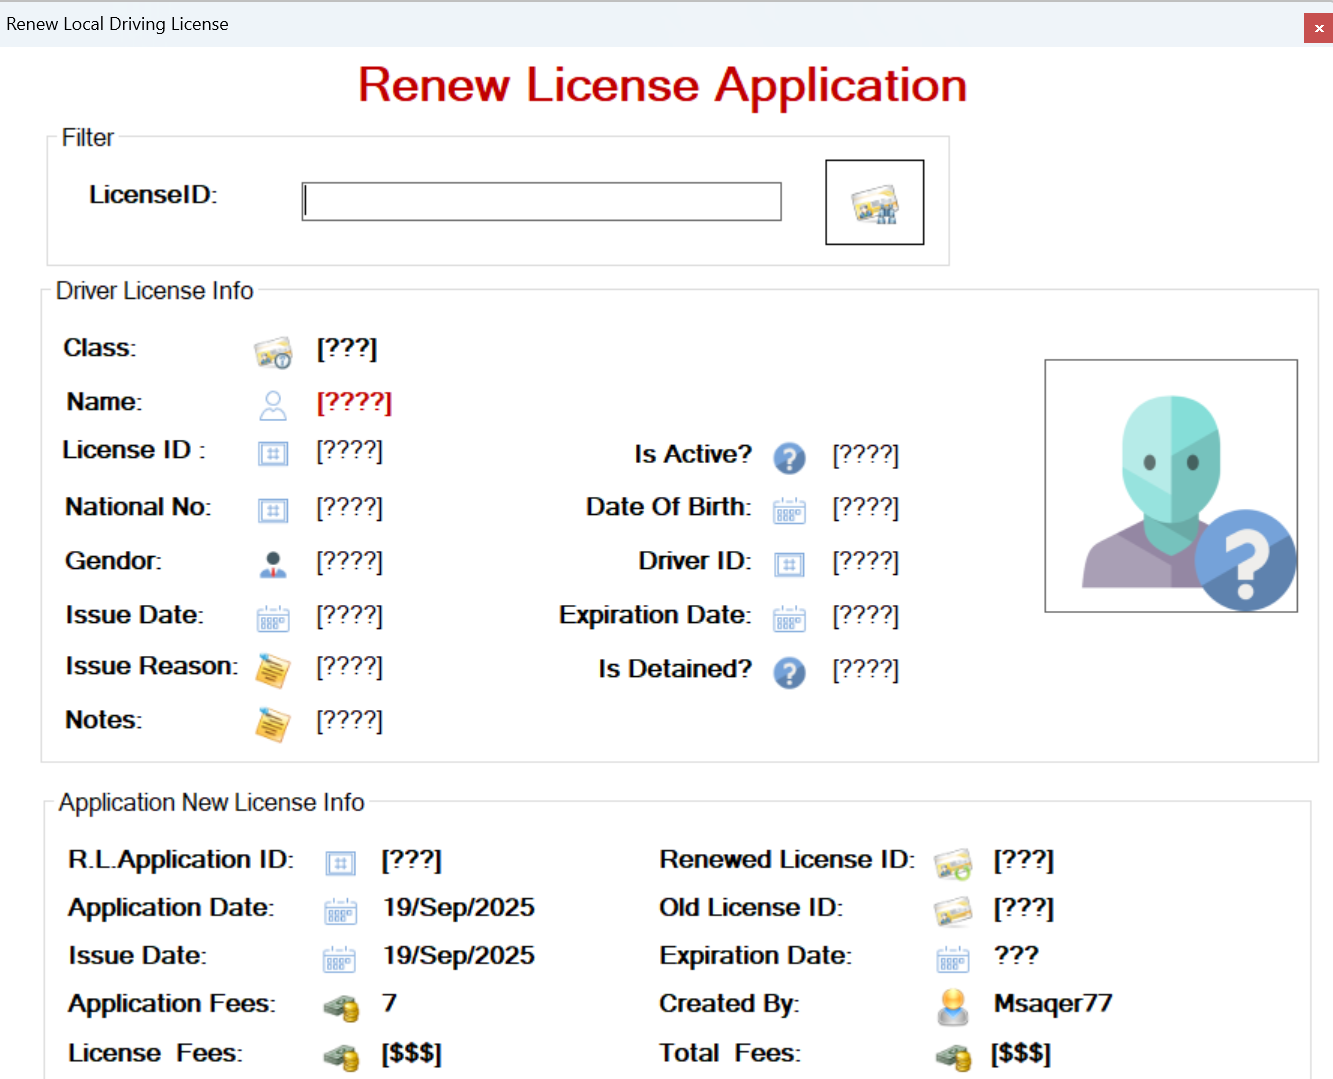 Renew Local Driving License
Renew License Application
Filter
LicenseID:
Driver License Info
Class: [???]
Name: [????]
License ID : [????] Is Active? [????]
National No: [????] Date Of Birth: [????]
Gendor: [????] Driver ID: [????]
Issue Date: [????] Expiration Date: [????]
Issue Reason: [????] Is Detained? [????]
Notes: [????]
Application New License Info
R.L.Application ID: [???] Renewed License ID: [???]
Application Date: 19/Sep/2025 Old License ID: [???]
Issue Date: 19/Sep/2025 Expiration Date: ???
Application Fees: 7 Created By: Msaqer77
License Fees: [$$$] Total Fees: [$$$]